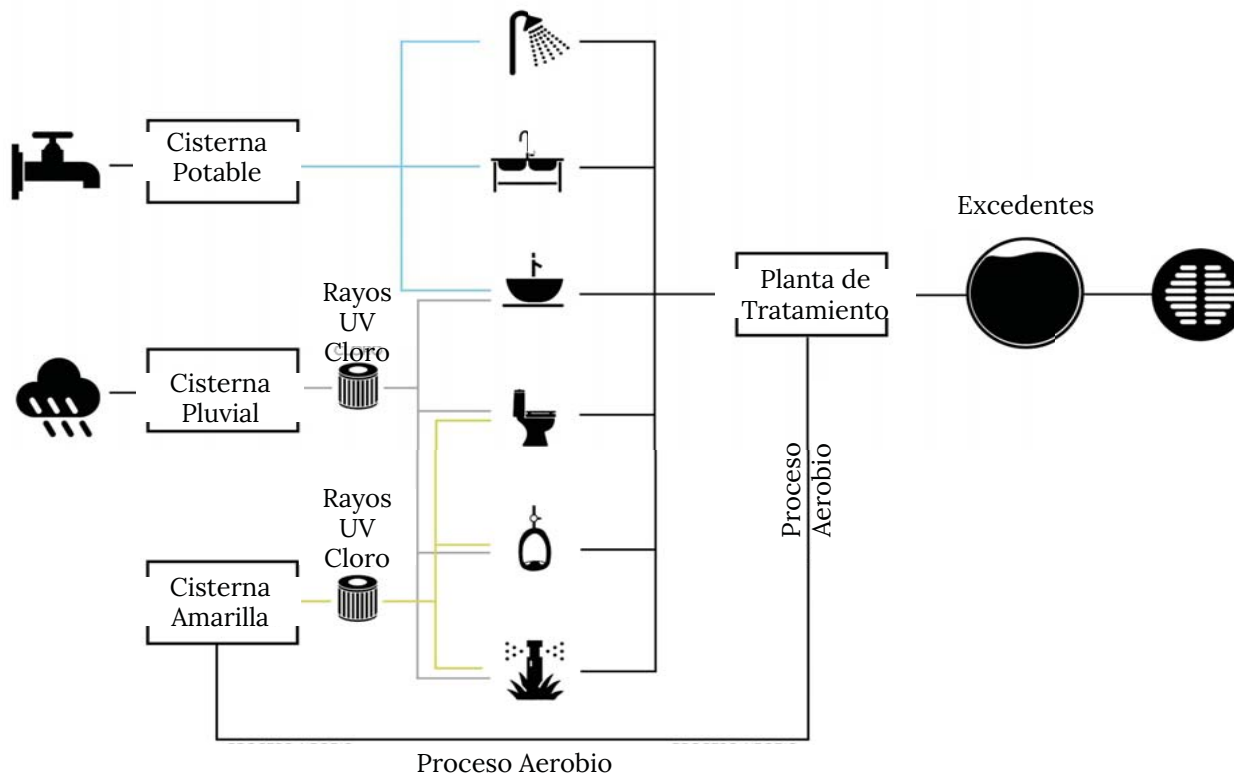 Cisterna
Potable
Rayos
UV
Cloro
Cisterna
Pluvial
Rayos
UV
Cloro
Cisterna
Amarilla
Planta de
Tratamiento
Excedentes
Proceso
Aerobio
Proceso Aerobio